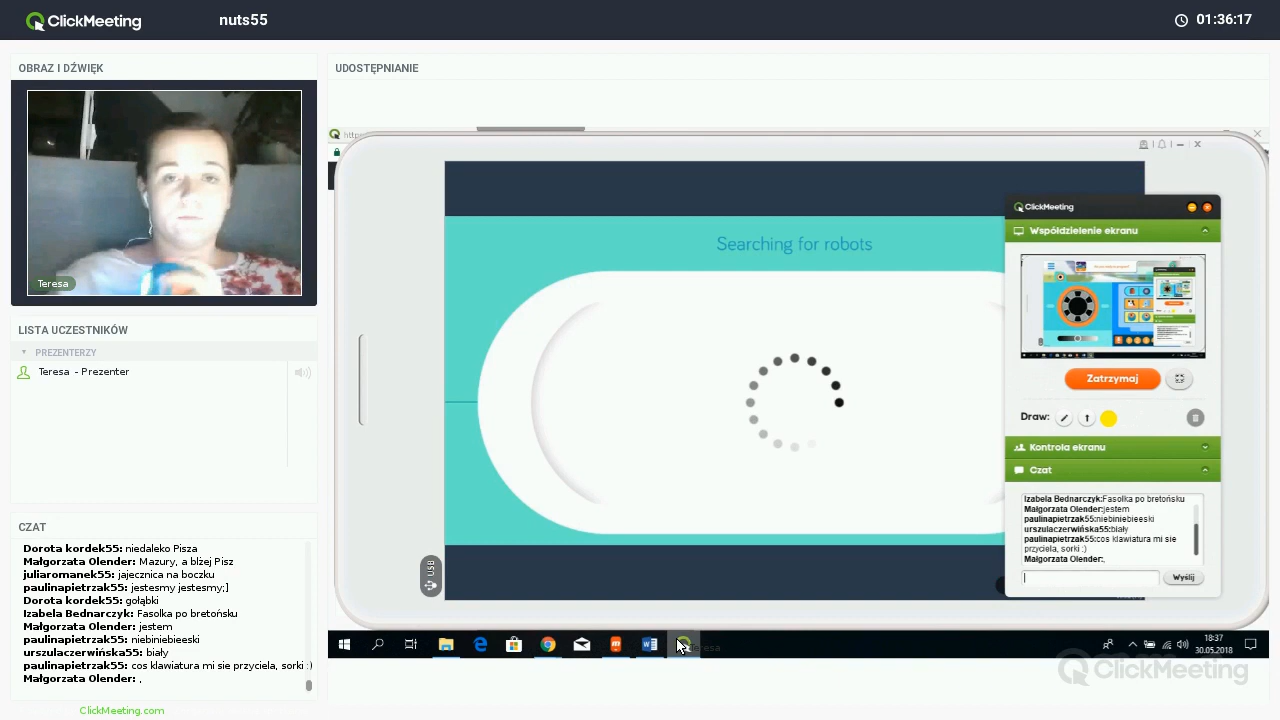 ClickMeeting
nuts55
01:36:17
OBRAZ I DŹWIĘK
Teresa
LISTA UCZESTNIKÓW
PREZENTERZY
Teresa - Prezenter
CZAT
Dorota kordek55: niedaleko Pisza
Małgorzata Olender: Mazury, a blżej Pisz
juliaromanek55: jajecznica na boczku
paulinapietrzak55: jestesmy jestesmy;]
Dorota kordek55: gołąbki
Izabela Bednarczyk: Fasolka po bretońsku
Małgorzata Olender: jestem
paulinapietrzak55: niebiniebieeski
urszulaczerwińska55: biały
paulinapietrzak55: cos klawiatura mi sie przyciela, sorki :)
Małgorzata Olender: ,
ClickMeeting.com
UDOSTĘPNIANIE
https
Searching for robots
USB
ClickMeeting
Współdzielenie ekranu
Zatrzymaj
Draw:
Kontrola ekranu
Czat
Izabela Bednarczyk:Fasolka po bretońsku
Małgorzata Olender:jestem
paulinapietrzak55:niebiniebieeski
urszulaczerwińska55:biały
paulinapietrzak55:cos klawiatura mi sie
przyciela, sorki :)
Małgorzata Olender:,
Wyślij
Teresa
18:37
30.05.2018
ClickMeeting